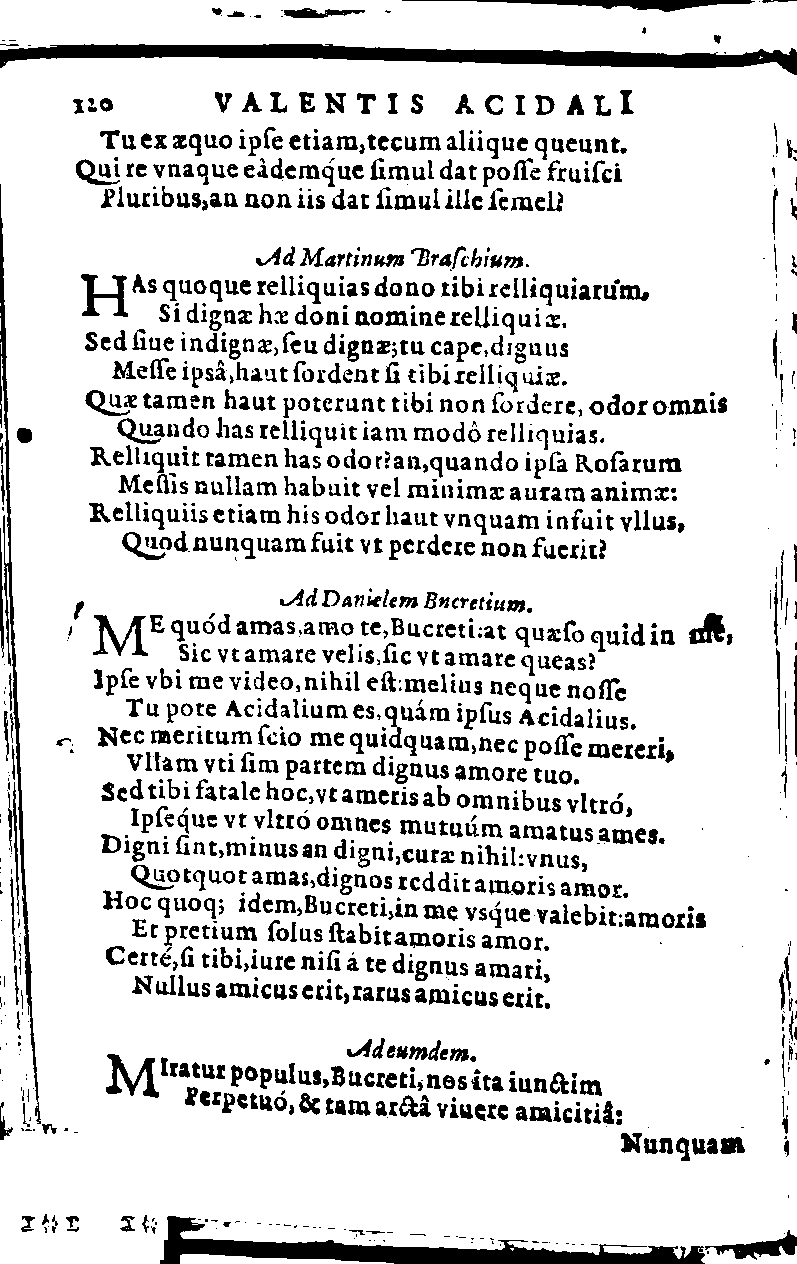 120 VALENTIS ACIDALI
Tu ex æquo ipſe etiam, tecum aliique queunt.
Qui re vnaque eàdemq́ue ſimul dat poſſe fruiſci
Pluribus, an non iis dat ſimul ille ſemel?
Ad Martinum Braſchium.
HAs quoque relliquias dono tibi relliquiarum,
Si dignæ hæ doni nomine relliquiæ.
Sed ſiue indignæ, ſeu dignæ; tu cape, dignus
Meſſe ipsâ, haut ſordent ſi tibi relliquiæ.
Quæ tamen haut poterunt tibi non ſordere, odor omnis
Quando has relliquit iam modô relliquias.
Relliquit tamen has odor? an, quando ipſa Roſarum
Meſſis nullam habuit vel minimæ auram animæ:
Relliquiis etiam his odor haut vnquam infuit vllus,
Quod nunquam fuit vt perdere non fuerit?
Ad Danielem Bucretium.
ME quód amas, amo te, Bucreti: at quæſo quid in me,
Sic vt amare velis, ſic vt amare queas?
Ipſe vbi me video, nihil eſt: melius neque noſſe
Tu pote Acidalium es, quám ipſus Acidalius.
Nec meritum ſcio me quidquam, nec poſſe mereri,
Vllam vti ſim partem dignus amore tuo.
Sed tibi fatale hoc, vt ameris ab omnibus vltró,
Ipſeq́ue vt vltró omnes mutuúm amatus ames.
Digni ſint, minus an digni, curæ nihil: vnus,
Quotquot amas, dignos reddit amoris amor.
Hoc quoq; idem, Bucreti, in me vsq́ue valebit: amoris
Et pretium ſolus ſtabit amoris amor.
Certé, ſi tibi, iure niſi á te dignus amari,
Nullus amicus erit, rarus amicus erit.
Ad eumdem.
MIratur populus, Bucreti, nos ita iunctim
Perpetuó, & tam arctâ viuere amicitiâ:
Nunquam